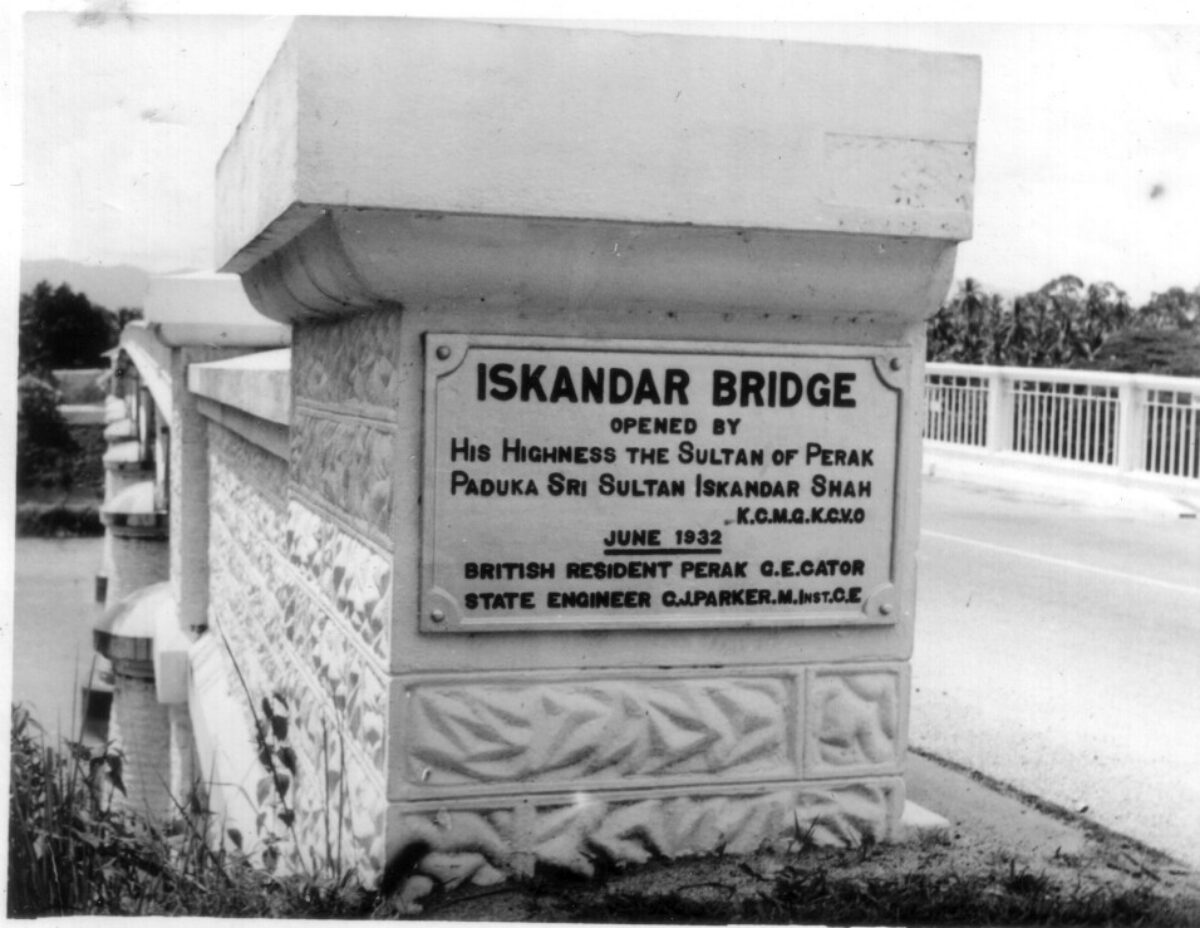 ISKANDAR BRIDGE
OPENED BY
HIS HIGHNESS THE SULTAN OF PERAK
PADUKA SRI SULTAN ISKANDAR SHAH
K.C.M.G.K.C.V.O
JUNE 1932
BRITISH RESIDENT PERAK G.E.CATOR
STATE ENGINEER C.J.PARKER.M.INST.C.E